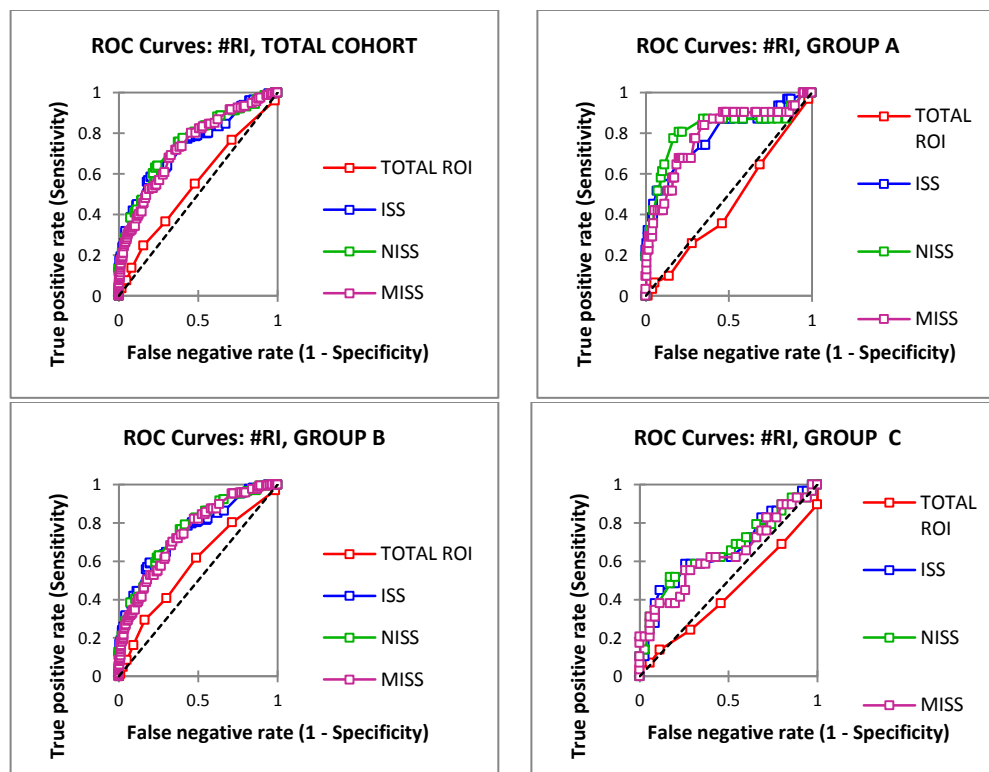 ROC Curves: #RI, TOTAL COHORT
True positive rate (Sensitivity)
1
0.8
0.6
0.4
0.2
0
0
0.5
1
False negative rate (1 - Specificity)
TOTAL ROI
ISS
NISS
MISS
ROC Curves: #RI, GROUP A
True positive rate (Sensitivity)
1
0.8
0.6
0.4
0.2
0
0
0.5
1
False negative rate (1 - Specificity)
TOTAL
ROI
ISS
NISS
MISS
ROC Curves: #RI, GROUP B
True positive rate (Sensitivity)
1
0.8
0.6
0.4
0.2
0
0
0.5
1
False negative rate (1 - Specificity)
TOTAL ROI
ISS
NISS
MISS
ROC Curves: #RI, GROUP C
True positive rate (Sensitivity)
1
0.8
0.6
0.4
0.2
0
0
0.5
1
False negative rate (1 - Specificity)
TOTAL
ROI
ISS
NISS
MISS